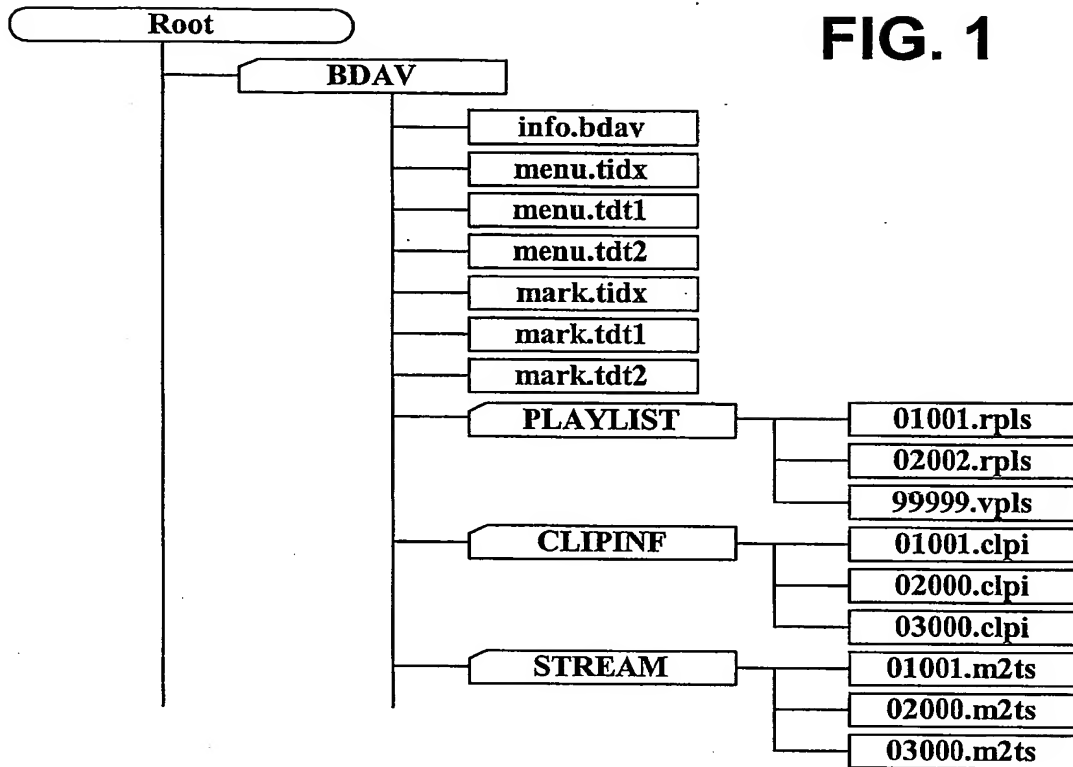 Root
FIG. 1
BDAV
info.bdav
menu.tidx
menu.tdt1
menu.tdt2
mark.tidx
mark.tdt1
mark.tdt2
PLAYLIST
01001.rpls
02002.rpls
99999.vpls
CLIPINF
01001.clpi
02000.clpi
03000.clpi
STREAM
01001.m2ts
02000.m2ts
03000.m2ts